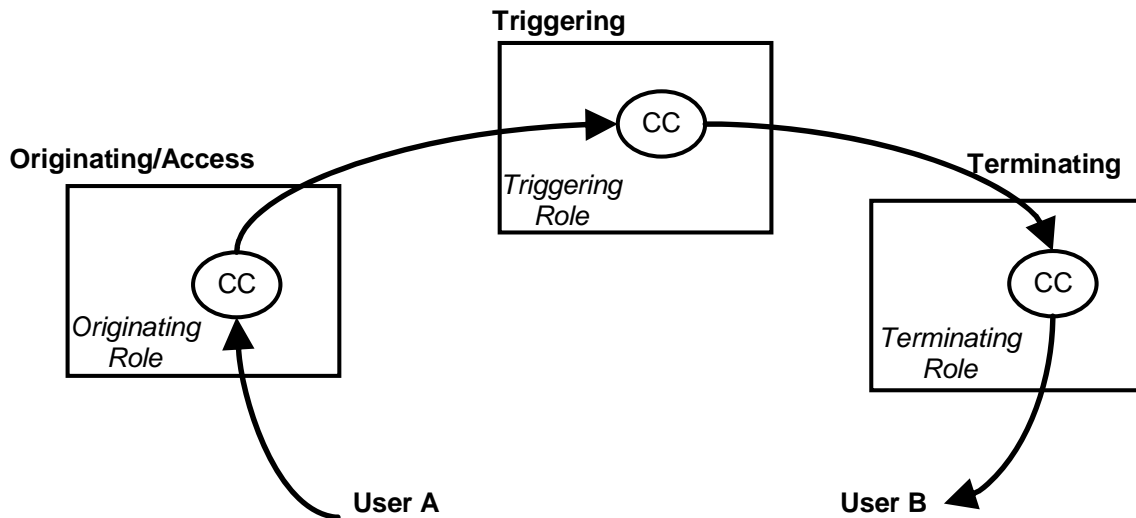 Triggering
CC
Triggering
Role
Originating/Access
CC
Originating
Role
Terminating
CC
Terminating
Role
User A
User B